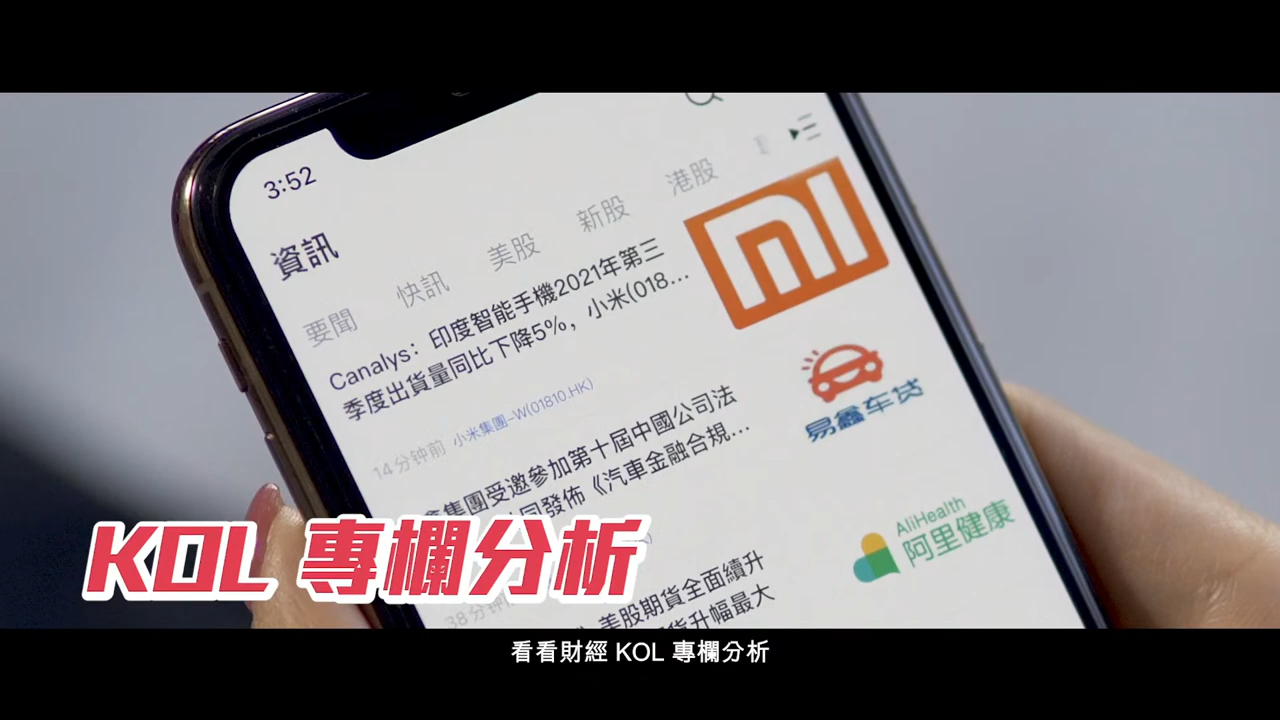 3:52
資訊
要聞 快訊 美股 新股 港股
Canalys：印度智能手機2021年第三
季度出貨量同比下降5%，小米(018...
14分钟前 小米集團-W(01810.HK)
集團受邀參加第十屆中國公司法
同發佈《汽車金融合規...
易鑫车贷
38分钟
美股期貨全面續升
升幅最大
AliHealth
阿里健康
KOL 專欄分析
看看財經 KOL 專欄分析